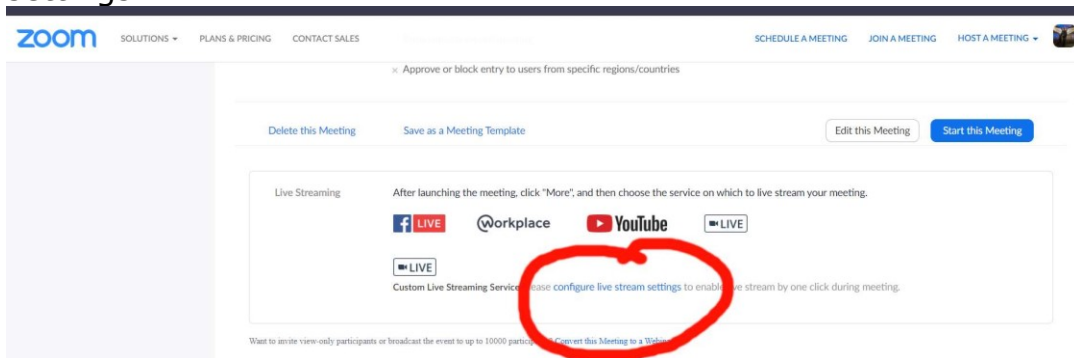 zoom SOLUTIONS PLANS & PRICING CONTACT SALES SCHEDULE A MEETING JOIN A MEETING HOST A MEETING
× Approve or block entry to users from specific regions/countries
Delete this Meeting Save as a Meeting Template Edit this Meeting Start this Meeting
Live Streaming After launching the meeting, click "More", and then choose the service on which to live stream your meeting.
f LIVE Workplace YouTube LIVE
LIVE
Custom Live Streaming Service configure live stream settings to enable stream by one click during meeting.
Want to invite view-only participants or broadcast the event to up to 10000 Convert this Meeting to a